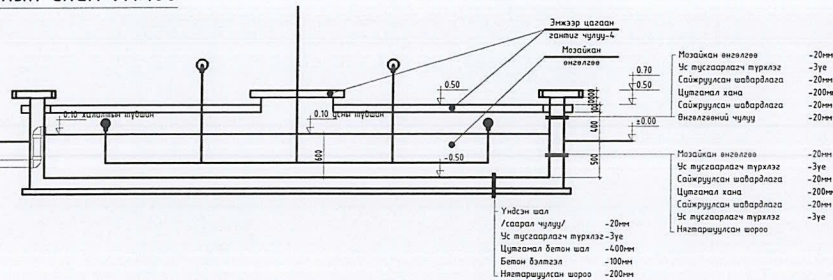 Эмжээр цагаан
гантиг чулуу-4
Мозайкан
өнгөлгөө
0.50
0.70
0.50
±0.00
0.10 халилтын түвшин
0.10 усны түвшин
600
-0.50
400
500
Мозайкан өнгөлгөө -20мм
Ус тусгаарлагч түрхлэг -3үе
Сайжруулсан шавардлага -20мм
Цутгамал хана -200мм
Сайжруулсан шавардлага -20мм
Өнгөлгөөний чулуу -20мм
Мозайкан өнгөлгөө -20мм
Ус тусгаарлагч түрхлэг -3үе
Сайжруулсан шавардлага -20мм
Цутгамал хана -200мм
Сайжруулсан шавардлага -20мм
Ус тусгаарлагч түрхлэг -3үе
Нягтаршуулсан шороо
Үндсэн шал
/саарал чулуу/ -20мм
Ус тусгаарлагч түрхлэг-3үе
Цутгамал бетон шал -400мм
Бетон бэлтгэл -100мм
Нягтаршуулсан шороо -200мм